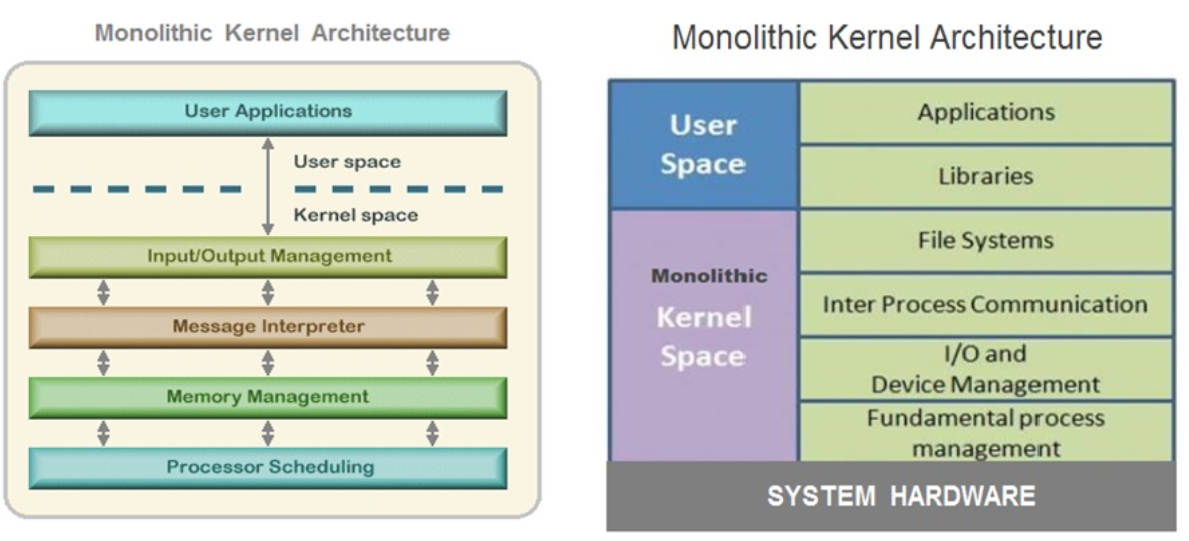 Monolithic Kernel Architecture
User Applications
User space
Kernel space
Input/Output Management
Message Interpreter
Memory Management
Processor Scheduling
Monolithic Kernel Architecture
User
Space
Applications
Libraries
Monolithic
Kernel
Space
File Systems
Inter Process Communication
I/O and
Device Management
Fundamental process
management
SYSTEM HARDWARE